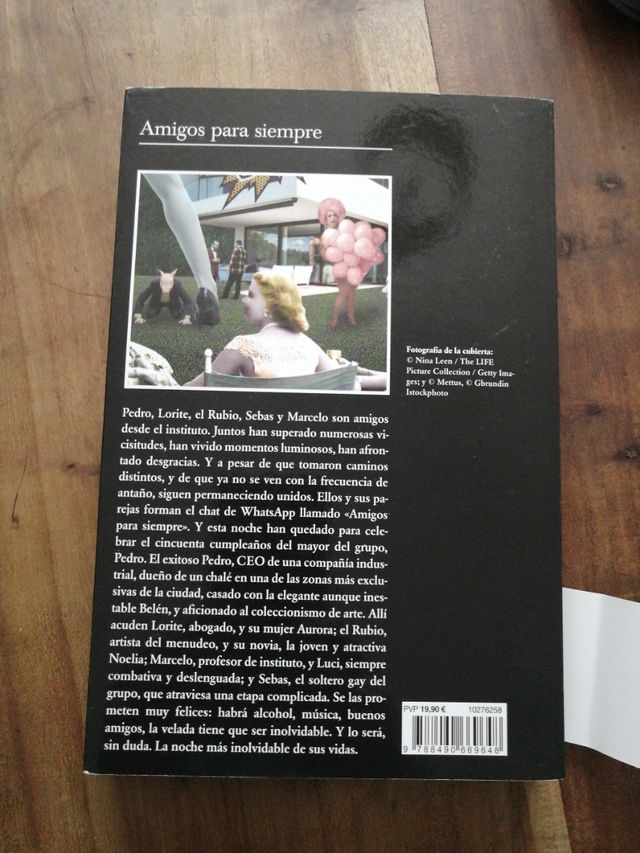 Amigos para siempre
Fotografía de la cubierta:
© Nina Leen / The LIFE
Picture Collection / Getty Ima-
ges; y © Mettus, © Gbrundin
Istockphoto
Pedro, Lorite, el Rubio, Sebas y Marcelo son amigos
desde el instituto. Juntos han superado numerosas vi-
cisitudes, han vivido momentos luminosos, han afron-
tado desgracias. Y a pesar de que tomaron caminos
distintos, y de que ya no se ven con la frecuencia de
antaño, siguen permaneciendo unidos. Ellos y sus pa-
rejas forman el chat de WhatsApp llamado «Amigos
para siempre». Y esta noche han quedado para cele-
brar el cincuenta cumpleaños del mayor del grupo,
Pedro. El exitoso Pedro, CEO de una compañía indus-
trial, dueño de un chalé en una de las zonas más exclu-
sivas de la ciudad, casado con la elegante aunque ines-
table Belén, y aficionado al coleccionismo de arte. Allí
acuden Lorite, abogado, y su mujer Aurora; el Rubio,
artista del menudeo, y su novia, la joven y atractiva
Noelia; Marcelo, profesor de instituto, y Luci, siempre
combativa y deslenguada; y Sebas, el soltero gay del
grupo, que atraviesa una etapa complicada. Se las pro-
meten muy felices: habrá alcohol, música, buenos
amigos, la velada tiene que ser inolvidable. Y lo será,
sin duda. La noche más inolvidable de sus vidas.
PVP 19,90 € 10276258
9 788490 669648